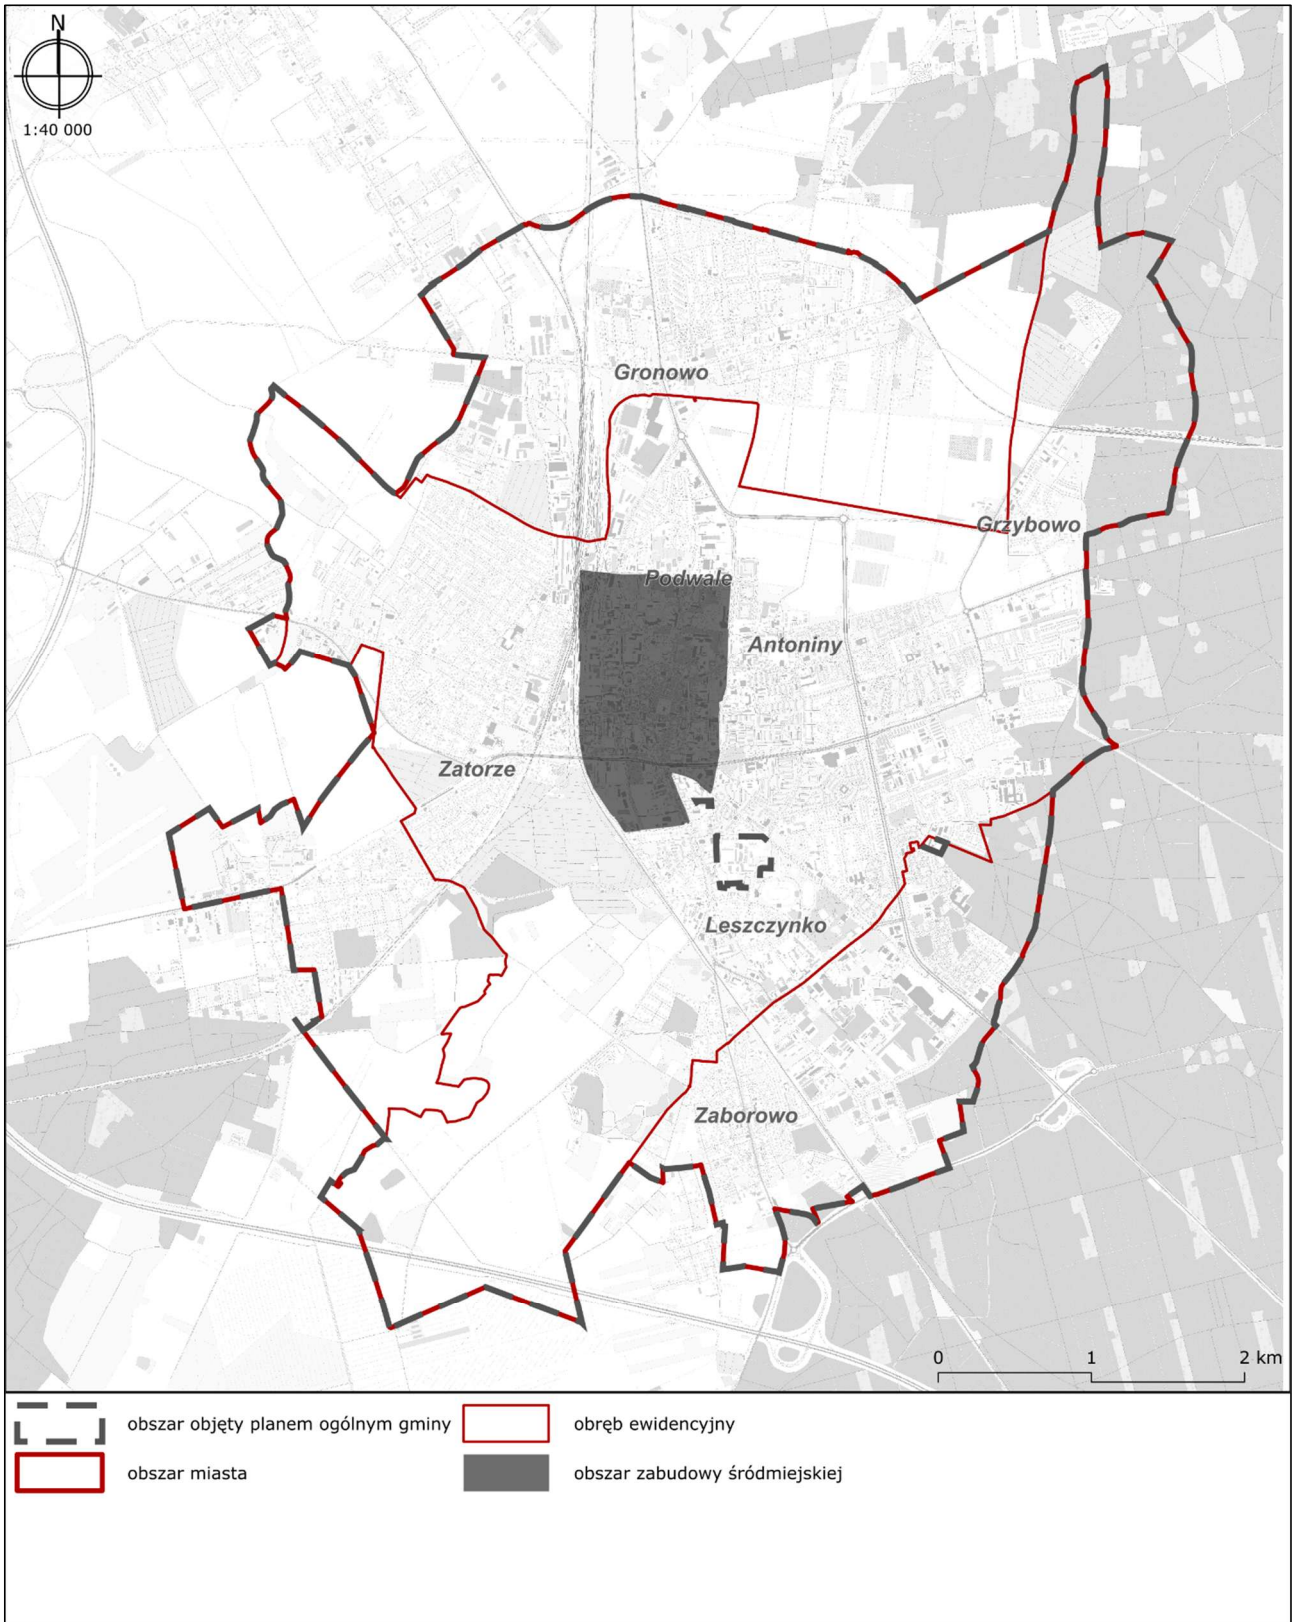 N
1:40 000
Gronowo
Grzybowo
Podwale
Antoniny
Zatorze
Leszczynko
Zaborowo
0 1 2 km
obszar objęty planem ogólnym gminy
obręb ewidencyjny
obszar miasta
obszar zabudowy śródmiejskiej